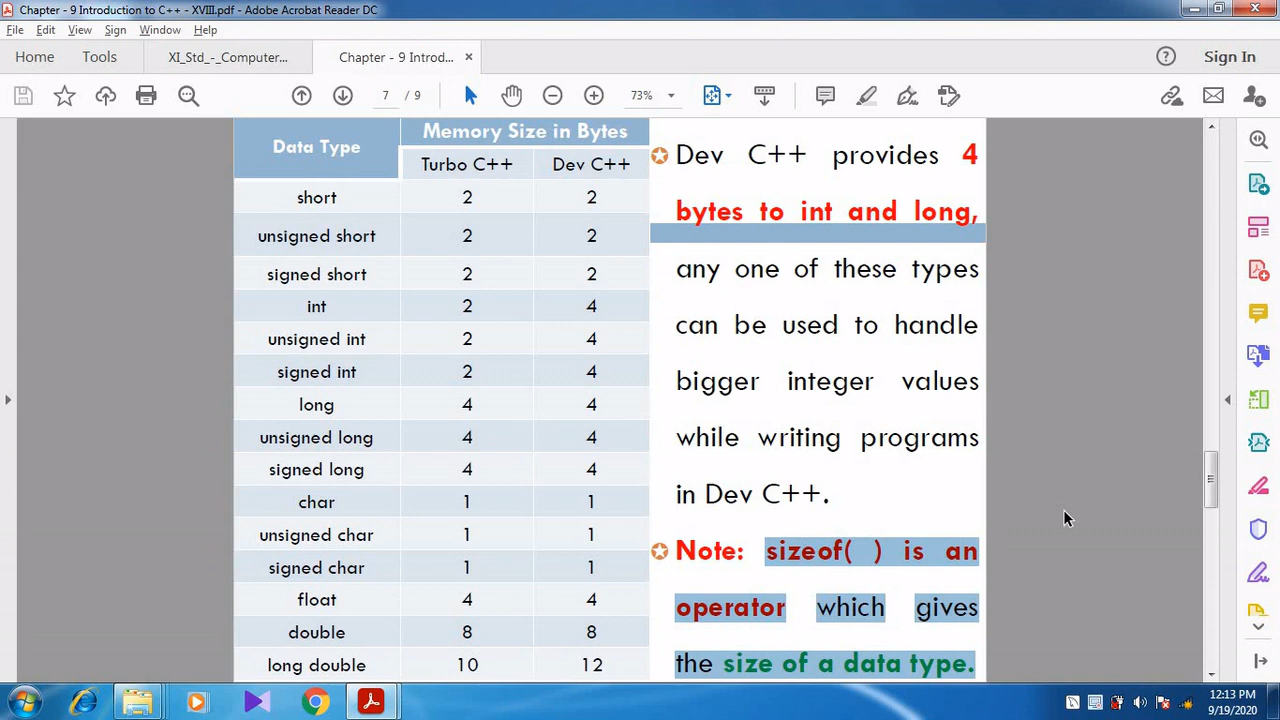 Chapter - 9 Introduction to C++ - XVIII.pdf - Adobe Acrobat Reader DC
File Edit View Sign Window Help
Home Tools XI_Std_-_Computer... Chapter - 9 Introd... × Sign In
7 / 9 73%
Data Type Memory Size in Bytes
Turbo C++ Dev C++
short 2 2
unsigned short 2 2
signed short 2 2
int 2 4
unsigned int 2 4
signed int 2 4
long 4 4
unsigned long 4 4
signed long 4 4
char 1 1
unsigned char 1 1
signed char 1 1
float 4 4
double 8 8
long double 10 12
Dev C++ provides 4
bytes to int and long,
any one of these types
can be used to handle
bigger integer values
while writing programs
in Dev C++.
Note: sizeof( ) is an
operator which gives
the size of a data type.
12:13 PM
9/19/2020